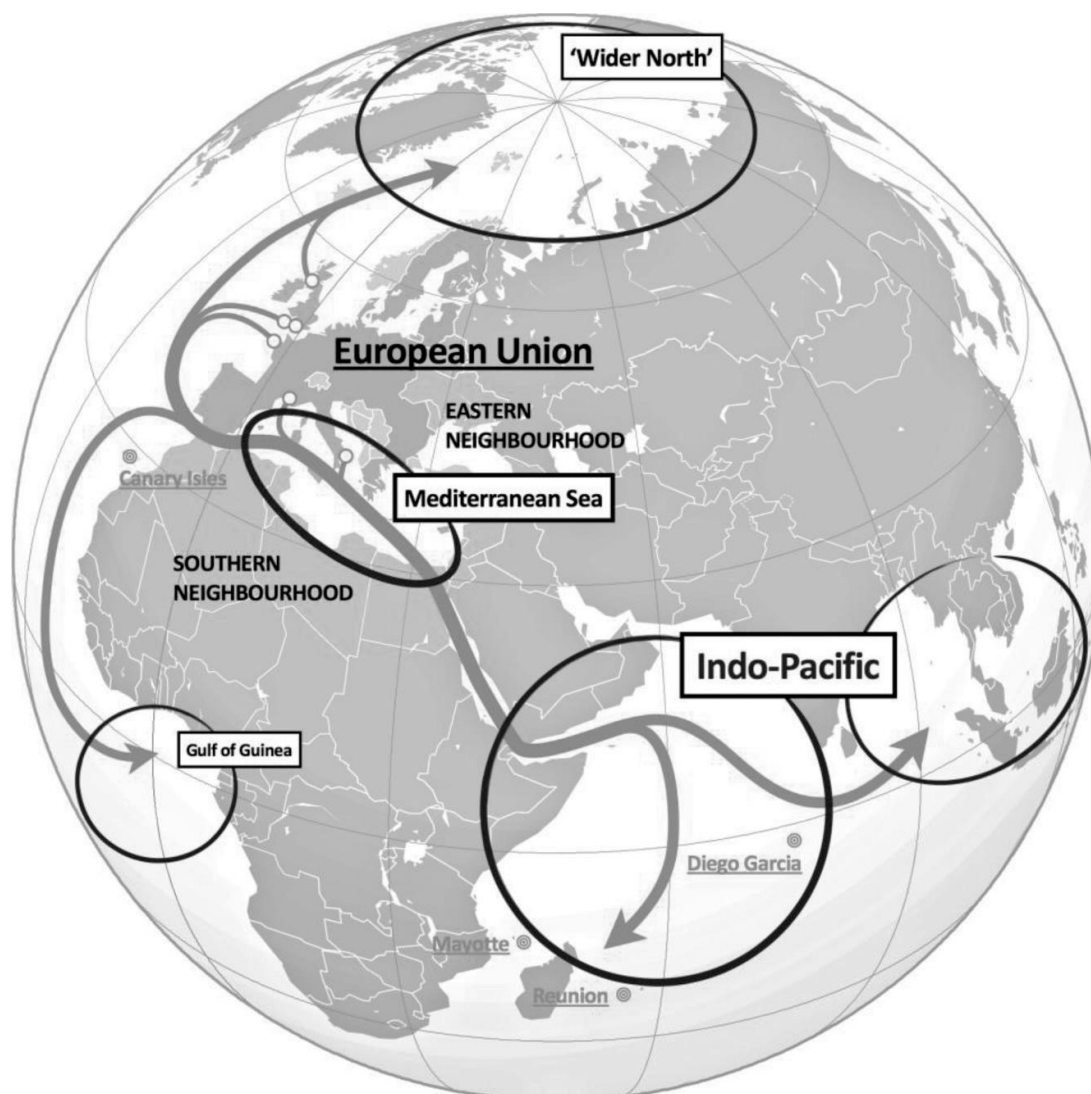 ‘Wider North’
European Union
EASTERN
NEIGHBOURHOOD
Canary Isles
Mediterranean Sea
SOUTHERN
NEIGHBOURHOOD
Indo-Pacific
Gulf of Guinea
Diego Garcia
Mayotte
Reunion